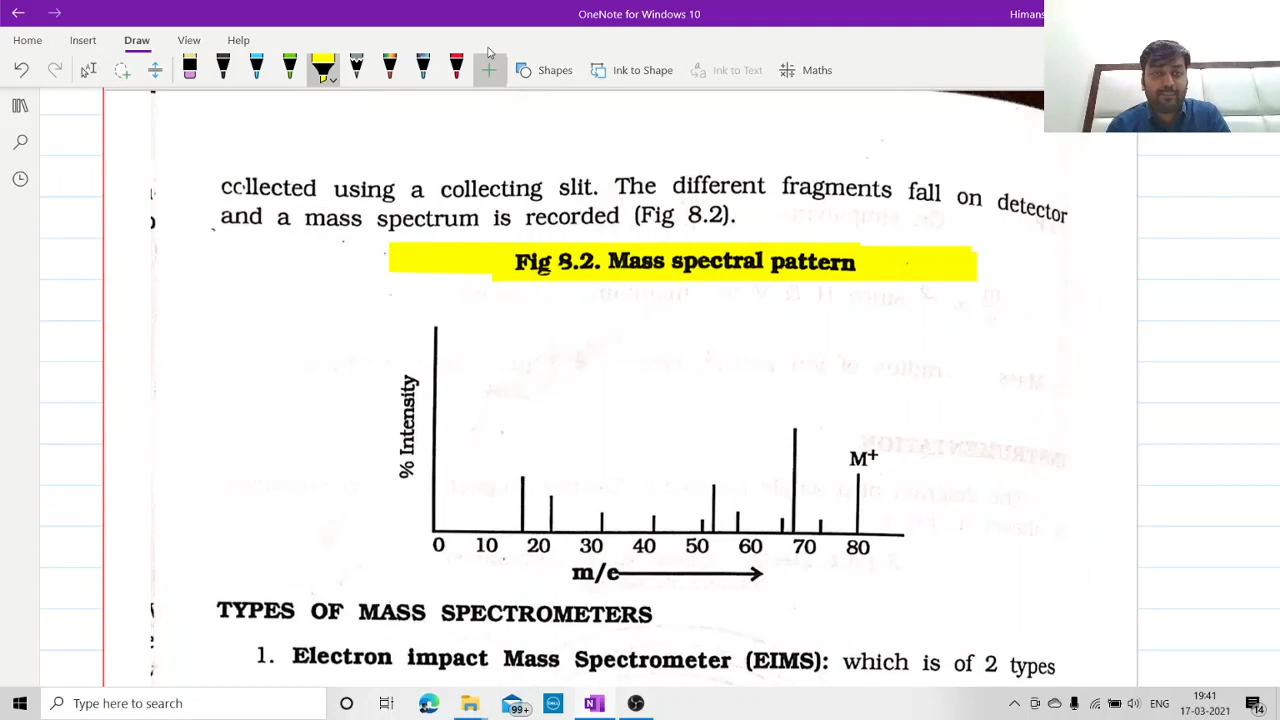 OneNote for Windows 10
Himans
Home Insert Draw View Help
Shapes Ink to Shape Ink to Text Maths
collected using a collecting slit. The different fragments fall on detector
and a mass spectrum is recorded (Fig 8.2).
Fig 8.2. Mass spectral pattern
% Intensity
M+
0 10 20 30 40 50 60 70 80
m/e
TYPES OF MASS SPECTROMETERS
1. Electron impact Mass Spectrometer (EIMS): which is of 2 types
Type here to search
99+
DELL
ENG
19:41
17-03-2021
14